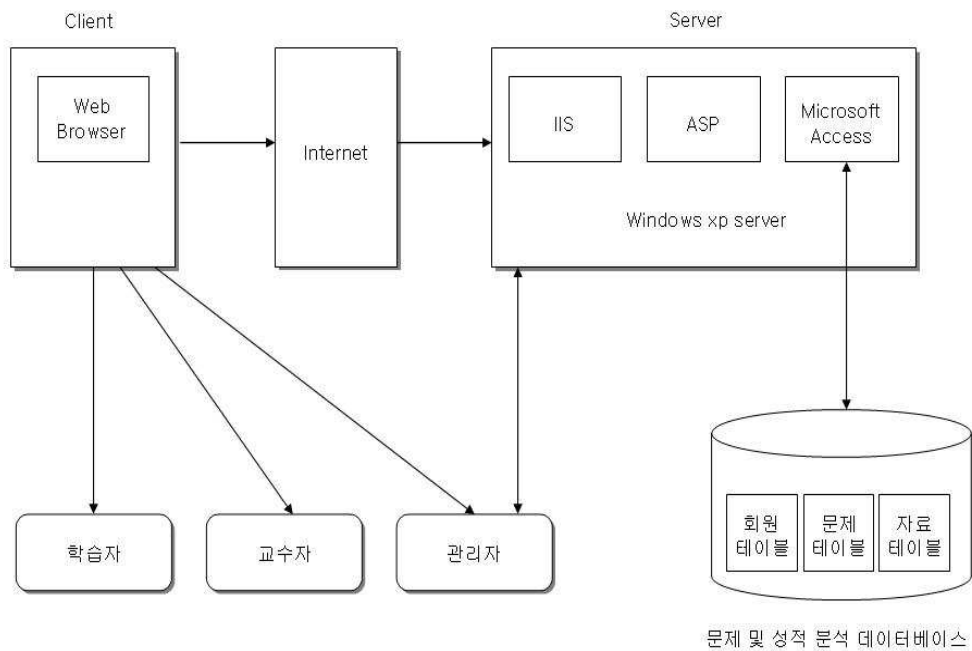 Client
Server
Web
Browser
Internet
IIS
ASP
Microsoft
Access
Windows xp server
학습자
교수자
관리자
회원
테이블
문제
테이블
자료
테이블
문제 및 성적 분석 데이터베이스